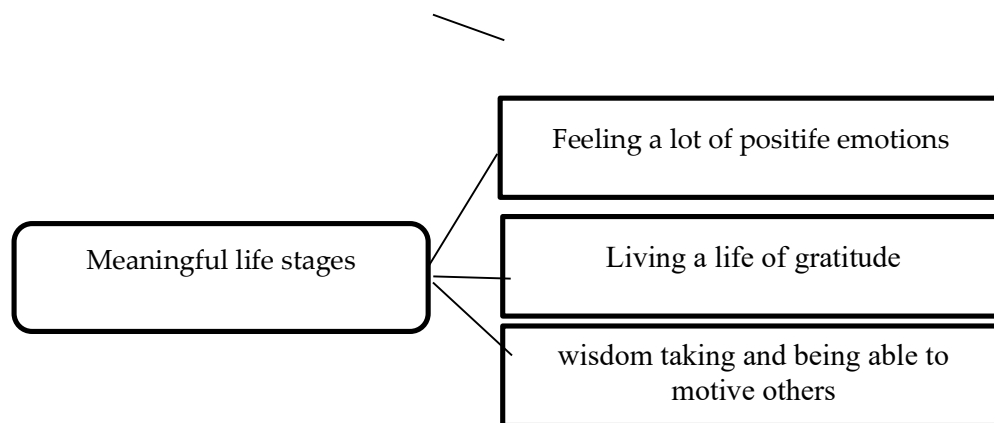 Feeling a lot of positife emotions
Meaningful life stages
Living a life of gratitude
wisdom taking and being able to
motive others